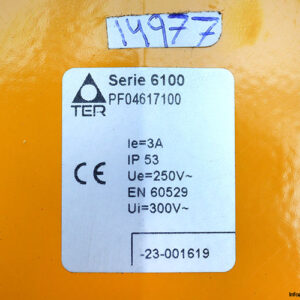 14977
Serie 6100
PF04617100
TER
Ie=3A
IP 53
CE
Ue=250V~
EN 60529
Ui=300V~
-23-001619